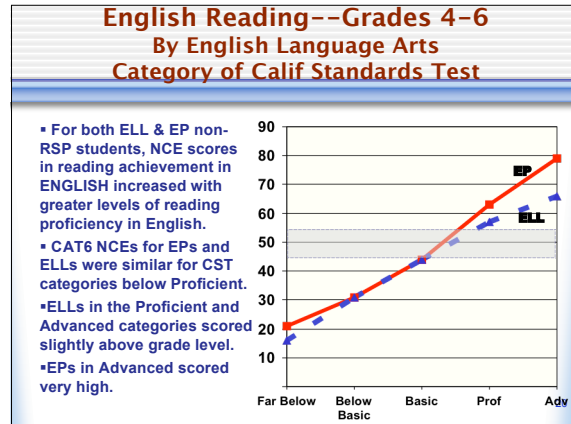 English Reading--Grades 4-6
By English Language Arts
Category of Calif Standards Test
▪ For both ELL & EP non-
RSP students, NCE scores
in reading achievement in
ENGLISH increased with
greater levels of reading
proficiency in English.
▪ CAT6 NCEs for EPs and
ELLs were similar for CST
categories below Proficient.
▪ELLs in the Proficient and
Advanced categories scored
slightly above grade level.
▪EPs in Advanced scored
very high.
90
80
70
60
50
40
30
20
10
EP
ELL
Far Below
Below
Basic
Basic
Prof
Adv